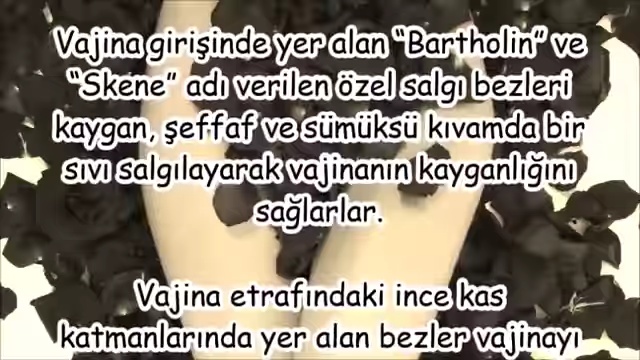 Vajina girişinde yer alan “Bartholin” ve
“Skene” adı verilen özel salgı bezleri
kaygan, şeffaf ve sümüksü kıvamda bir
sıvı salgılayarak vajinanın kayganlığını
sağlarlar.
Vajina etrafındaki ince kas
katmanlarında yer alan bezler vajinayı